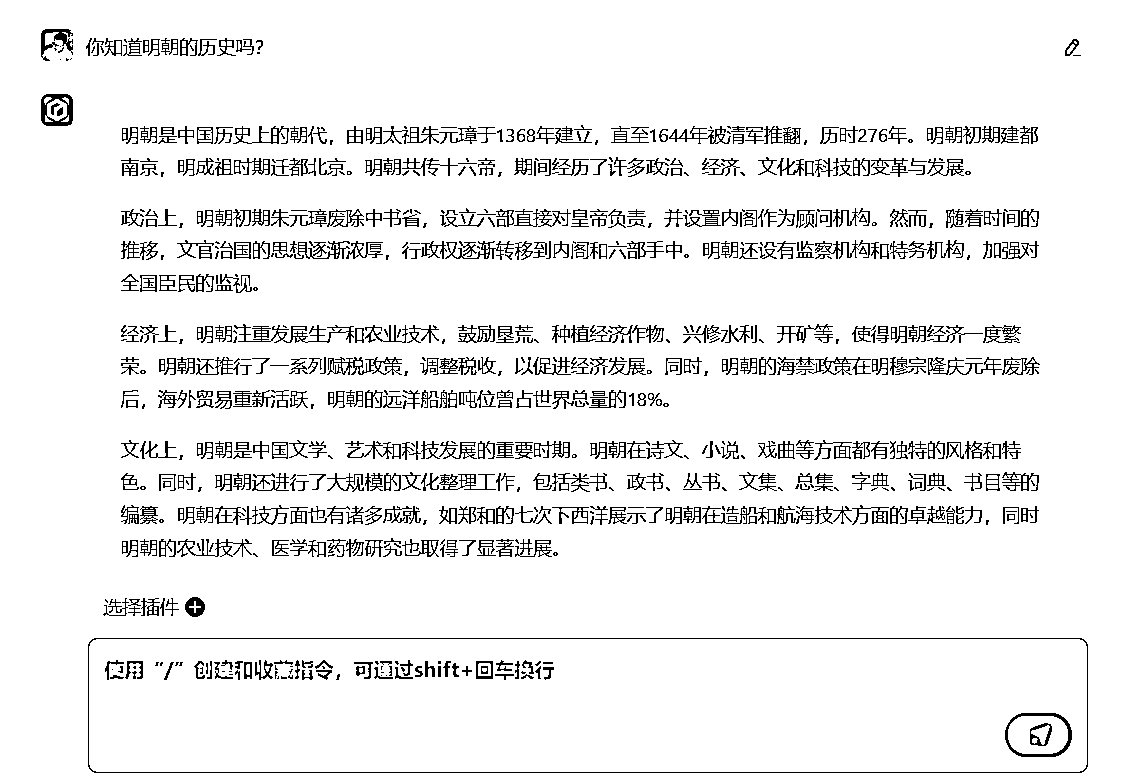 你知道明朝的历史吗？
明朝是中国历史上的朝代，由明太祖朱元璋于1368年建立，直至1644年被清军推翻，历时276年。明朝初期建都
南京，明成祖时期迁都北京。明朝共传十六帝，期间经历了许多政治、经济、文化和科技的变革与发展。
政治上，明朝初期朱元璋废除中书省，设立六部直接对皇帝负责，并设置内阁作为顾问机构。然而，随着时间的
推移，文官治国的思想逐渐浓厚，行政权逐渐转移到内阁和六部手中。明朝还设有监察机构和特务机构，加强对
全国臣民的监视。
经济上，明朝注重发展生产和农业技术，鼓励垦荒、种植经济作物、兴修水利、开矿等，使得明朝经济一度繁
荣。明朝还推行了一系列赋税政策，调整税收，以促进经济发展。同时，明朝的海禁政策在明穆宗隆庆元年废除
后，海外贸易重新活跃，明朝的远洋船舶吨位曾占世界总量的18%。
文化上，明朝是中国文学、艺术和科技发展的重要时期。明朝在诗文、小说、戏曲等方面都有独特的风格和特
色。同时，明朝还进行了大规模的文化整理工作，包括类书、政书、丛书、文集、总集、字典、词典、书目等的
编纂。明朝在科技方面也有诸多成就，如郑和的七次下西洋展示了明朝在造船和航海技术方面的卓越能力，同时
明朝的农业技术、医学和药物研究也取得了显著进展。
选择插件
使用“/”创建和收藏指令，可通过shift+回车换行